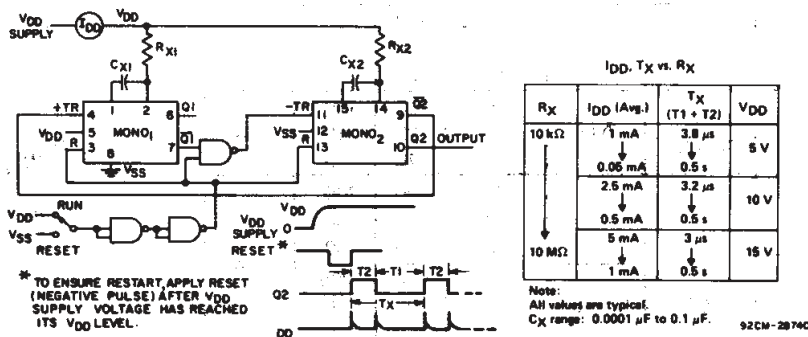 VDD SUPPLY
IDD
VDD
RX1
RX2
CX1
CX2
1 2
15 14
+TR 4
6 Q1
VDD 5 MONO1
R 3
Q1 7
8 VSS
-TR 11
Q2 9
VSS 12 MONO2
R 13
10 Q2 OUTPUT
VDD RUN
VSS RESET
* TO ENSURE RESTART, APPLY RESET
(NEGATIVE PULSE) AFTER VDD
SUPPLY VOLTAGE HAS REACHED
ITS VDD LEVEL.
VDD
VDD SUPPLY 0
RESET *
T2 T1 T2
Q2
TX
DD
IDD, TX vs. RX
RX IDD (Avg.) TX (T1 + T2) VDD
10 kΩ 1 mA 3.8 µs 5 V
0.05 mA 0.5 s
2.5 mA 3.2 µs 10 V
0.5 mA 0.5 s
10 MΩ 5 mA 3 µs 15 V
1 mA 0.5 s
Note:
All values are typical.
CX range: 0.0001 µF to 0.1 µF.
92CM-28740